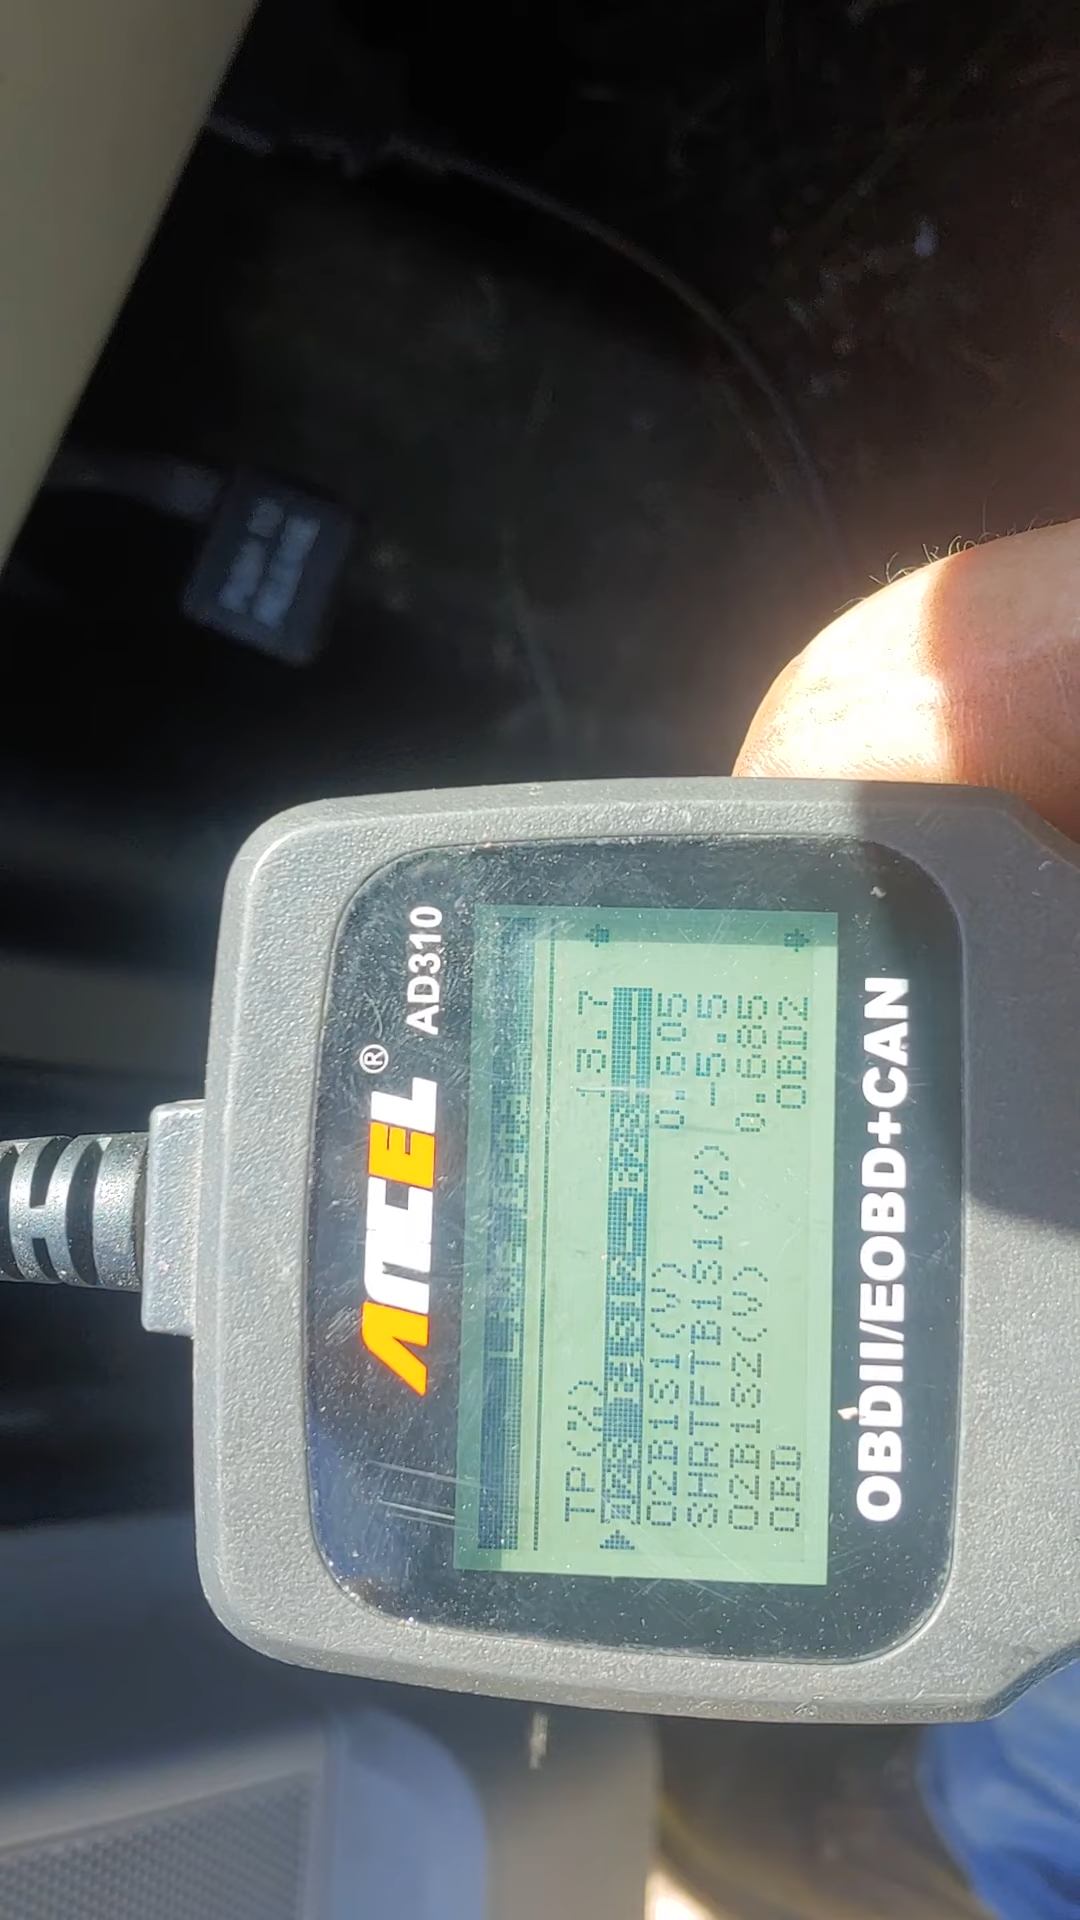 ANCEL® AD310
TP(%) 13.7
O2B1S1(V) 0.605
SHRTFTB1S1(%) -5.5
O2B1S2(V) 0.685
OBD OBD2
OBDII/EOBD+CAN